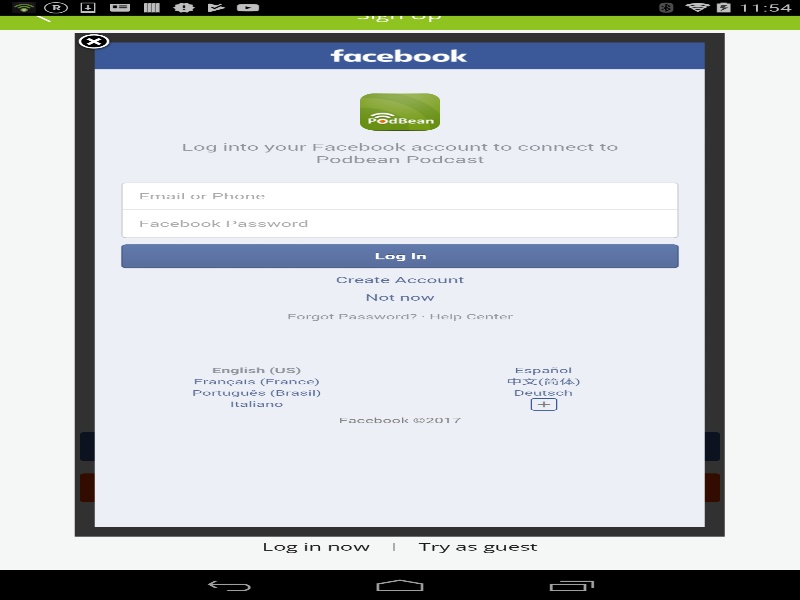 11:54
Sign Up
facebook
PodBean
Log into your Facebook account to connect to
Podbean Podcast
Email or Phone
Facebook Password
Log In
Create Account
Not now
Forgot Password? · Help Center
English (US)
Español
Français (France)
中文(简体)
Português (Brasil)
Deutsch
Italiano
Facebook ©2017
Log in now | Try as guest